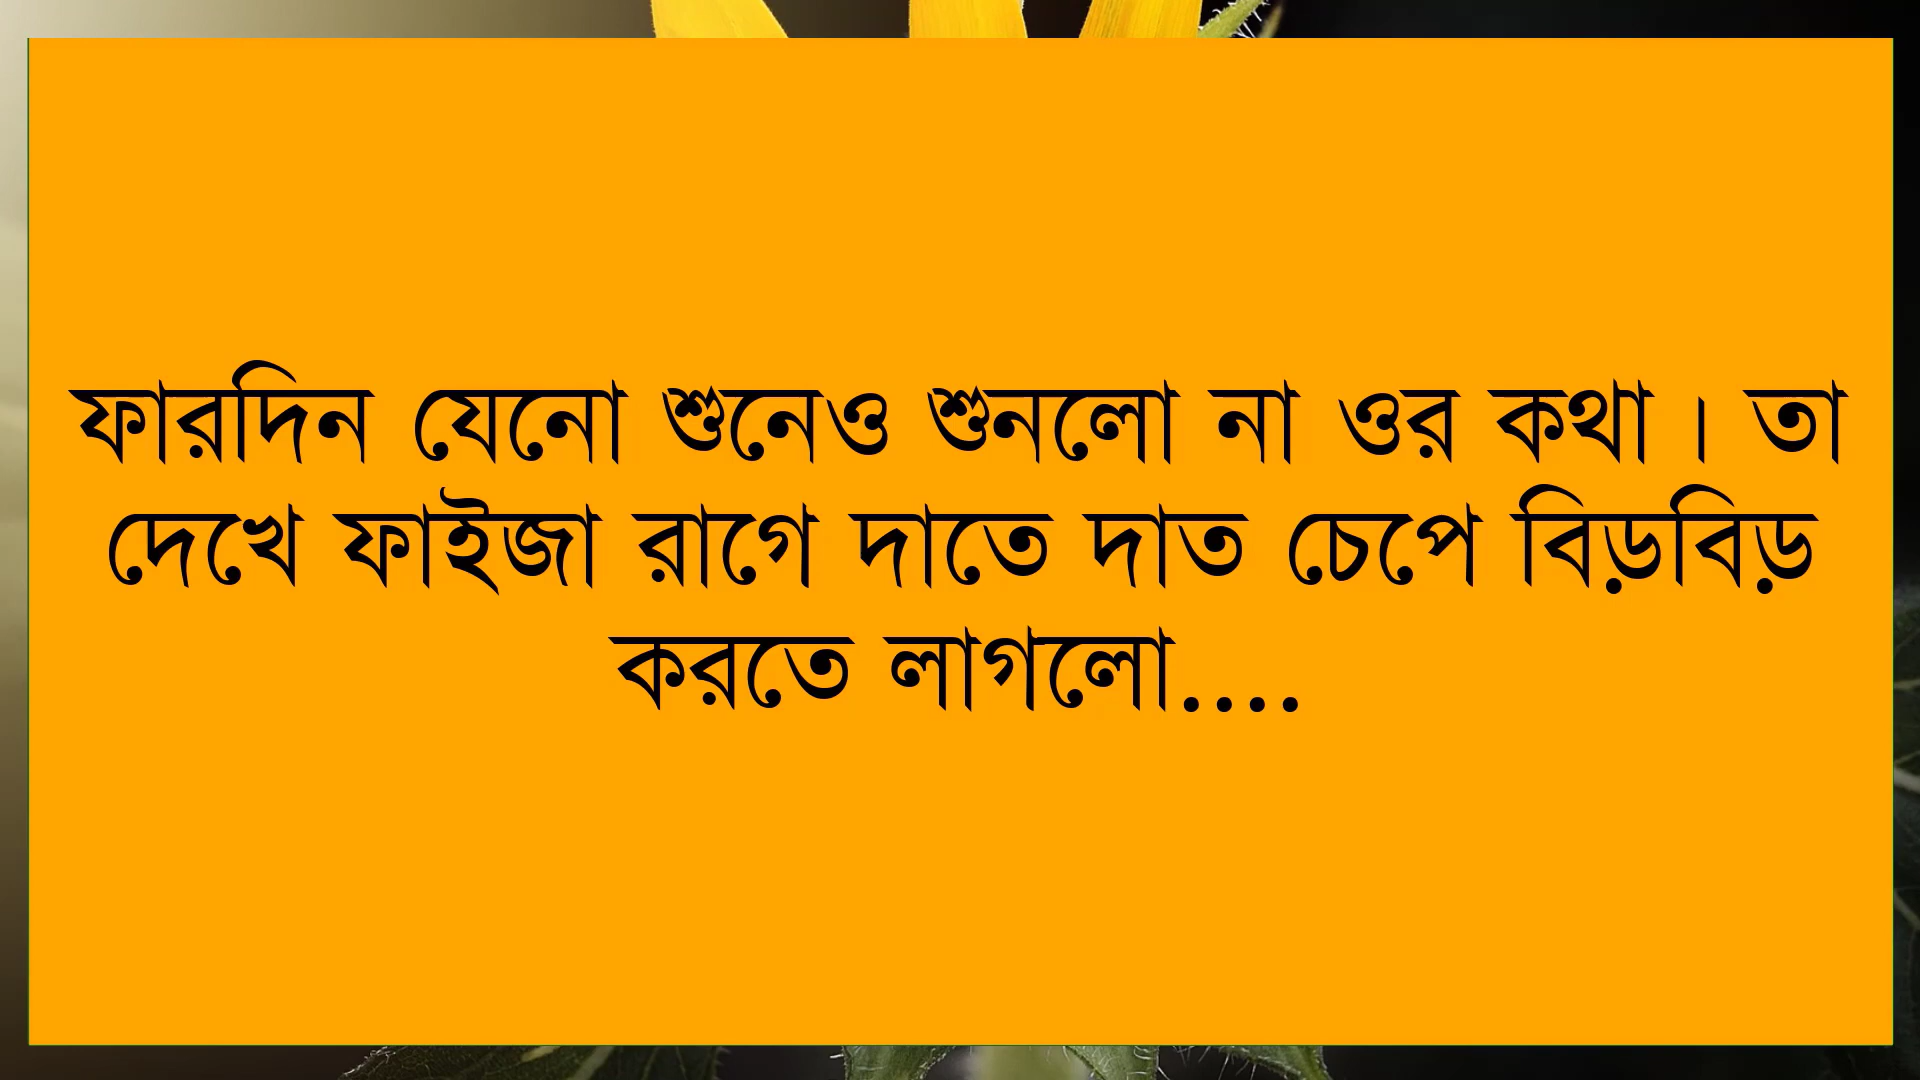 ফারদিন যেনো শুনেও শুনলো না ওর কথা। তা
দেখে ফাইজা রাগে দাতে দাত চেপে বিড়বিড়
করতে লাগলো....